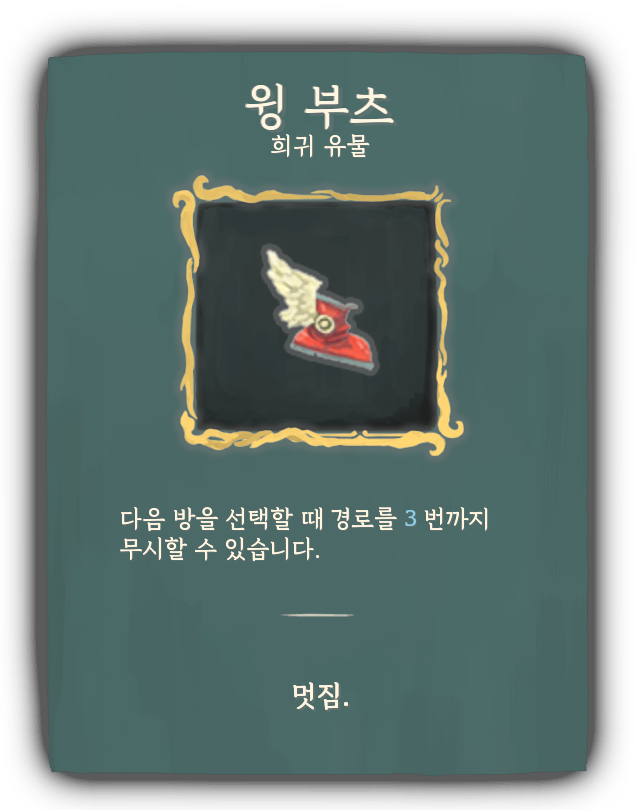 윙 부츠
희귀 유물
다음 방을 선택할 때 경로를 3 번까지
무시할 수 있습니다.
멋짐.